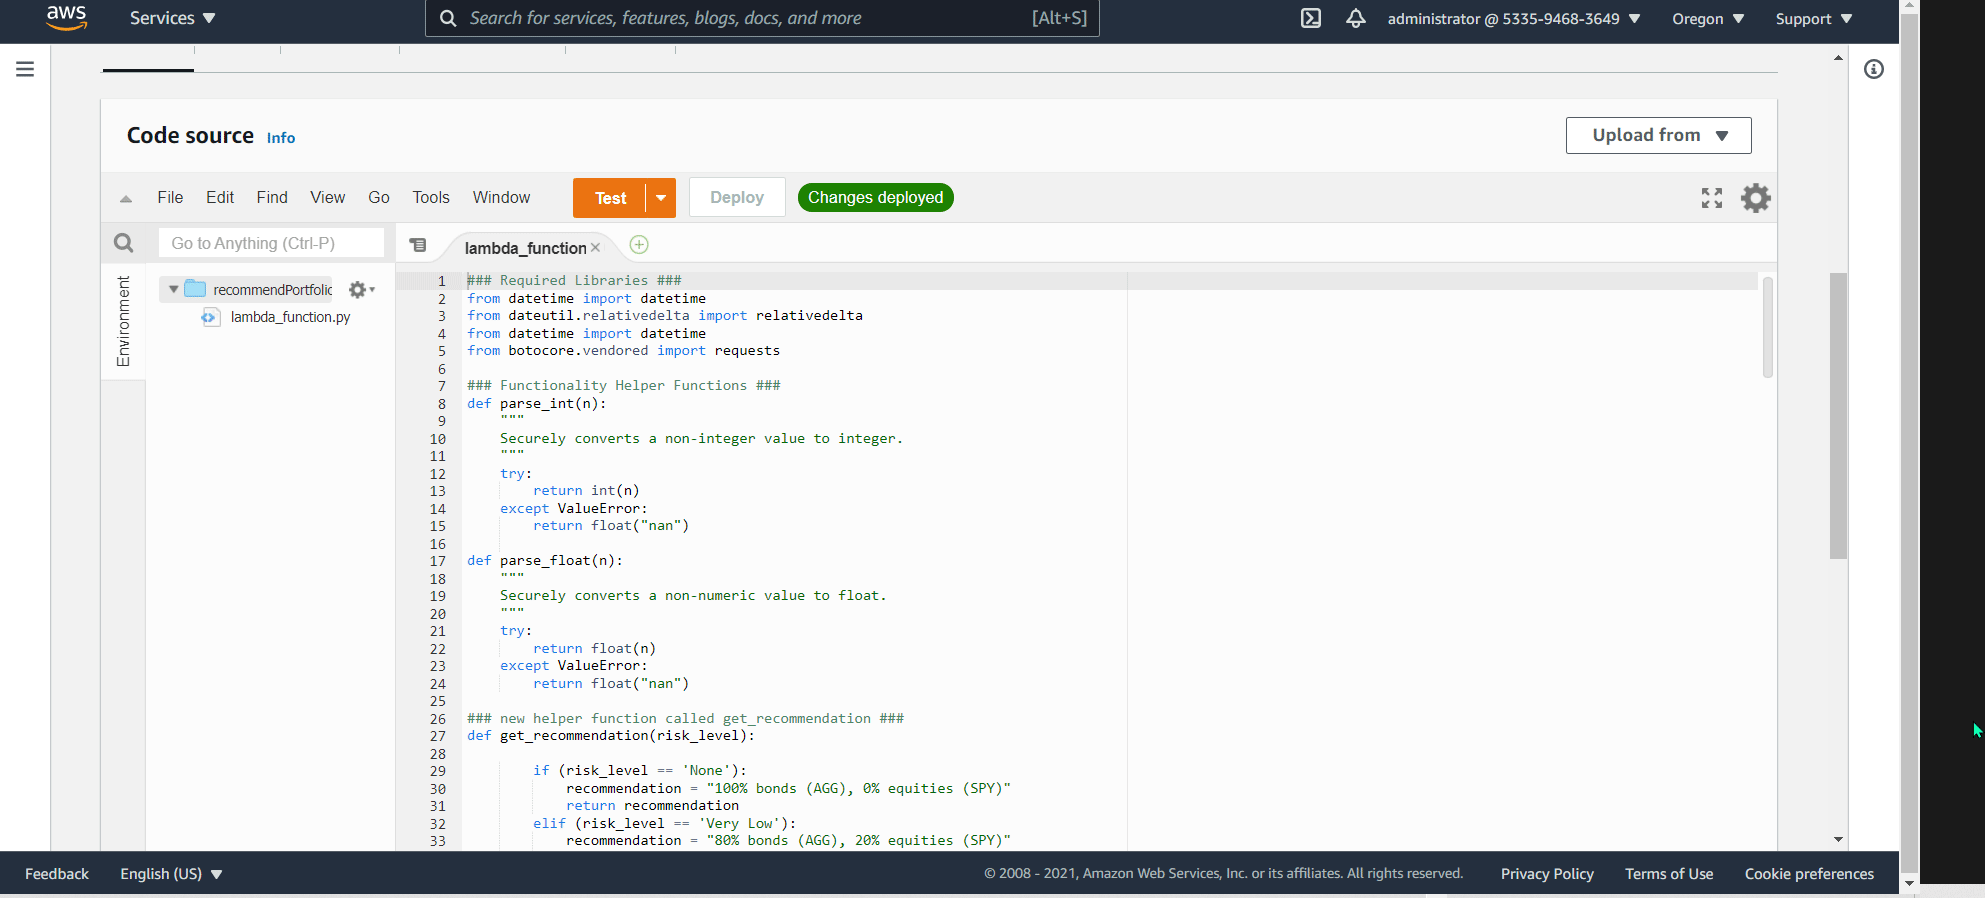 aws
Services
Search for services, features, blogs, docs, and more [Alt+S]
administrator @ 5335-9468-3649
Oregon
Support
Code source Info
Upload from
File Edit Find View Go Tools Window
Test
Deploy
Changes deployed
Go to Anything (Ctrl-P)
lambda_function
Environment
recommendPortfolio
lambda_function.py
1 ### Required Libraries ###
2 from datetime import datetime
3 from dateutil.relativedelta import relativedelta
4 from datetime import datetime
5 from botocore.vendored import requests
6
7 ### Functionality Helper Functions ###
8 def parse_int(n):
9 """
10 Securely converts a non-integer value to integer.
11 """
12 try:
13 return int(n)
14 except ValueError:
15 return float("nan")
16
17 def parse_float(n):
18 """
19 Securely converts a non-numeric value to float.
20 """
21 try:
22 return float(n)
23 except ValueError:
24 return float("nan")
25
26 ### new helper function called get_recommendation ###
27 def get_recommendation(risk_level):
28
29 if (risk_level == 'None'):
30 recommendation = "100% bonds (AGG), 0% equities (SPY)"
31 return recommendation
32 elif (risk_level == 'Very Low'):
33 recommendation = "80% bonds (AGG), 20% equities (SPY)"
Feedback
English (US)
© 2008 - 2021, Amazon Web Services, Inc. or its affiliates. All rights reserved.
Privacy Policy
Terms of Use
Cookie preferences